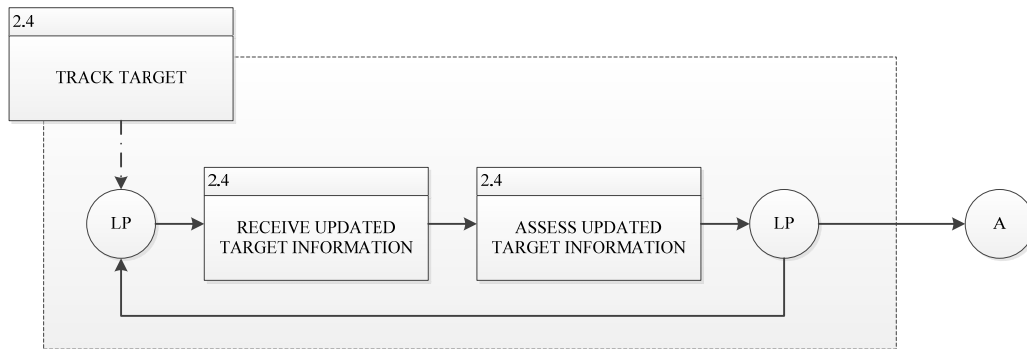 2.4
TRACK TARGET
LP
2.4
RECEIVE UPDATED
TARGET INFORMATION
2.4
ASSESS UPDATED
TARGET INFORMATION
LP
A